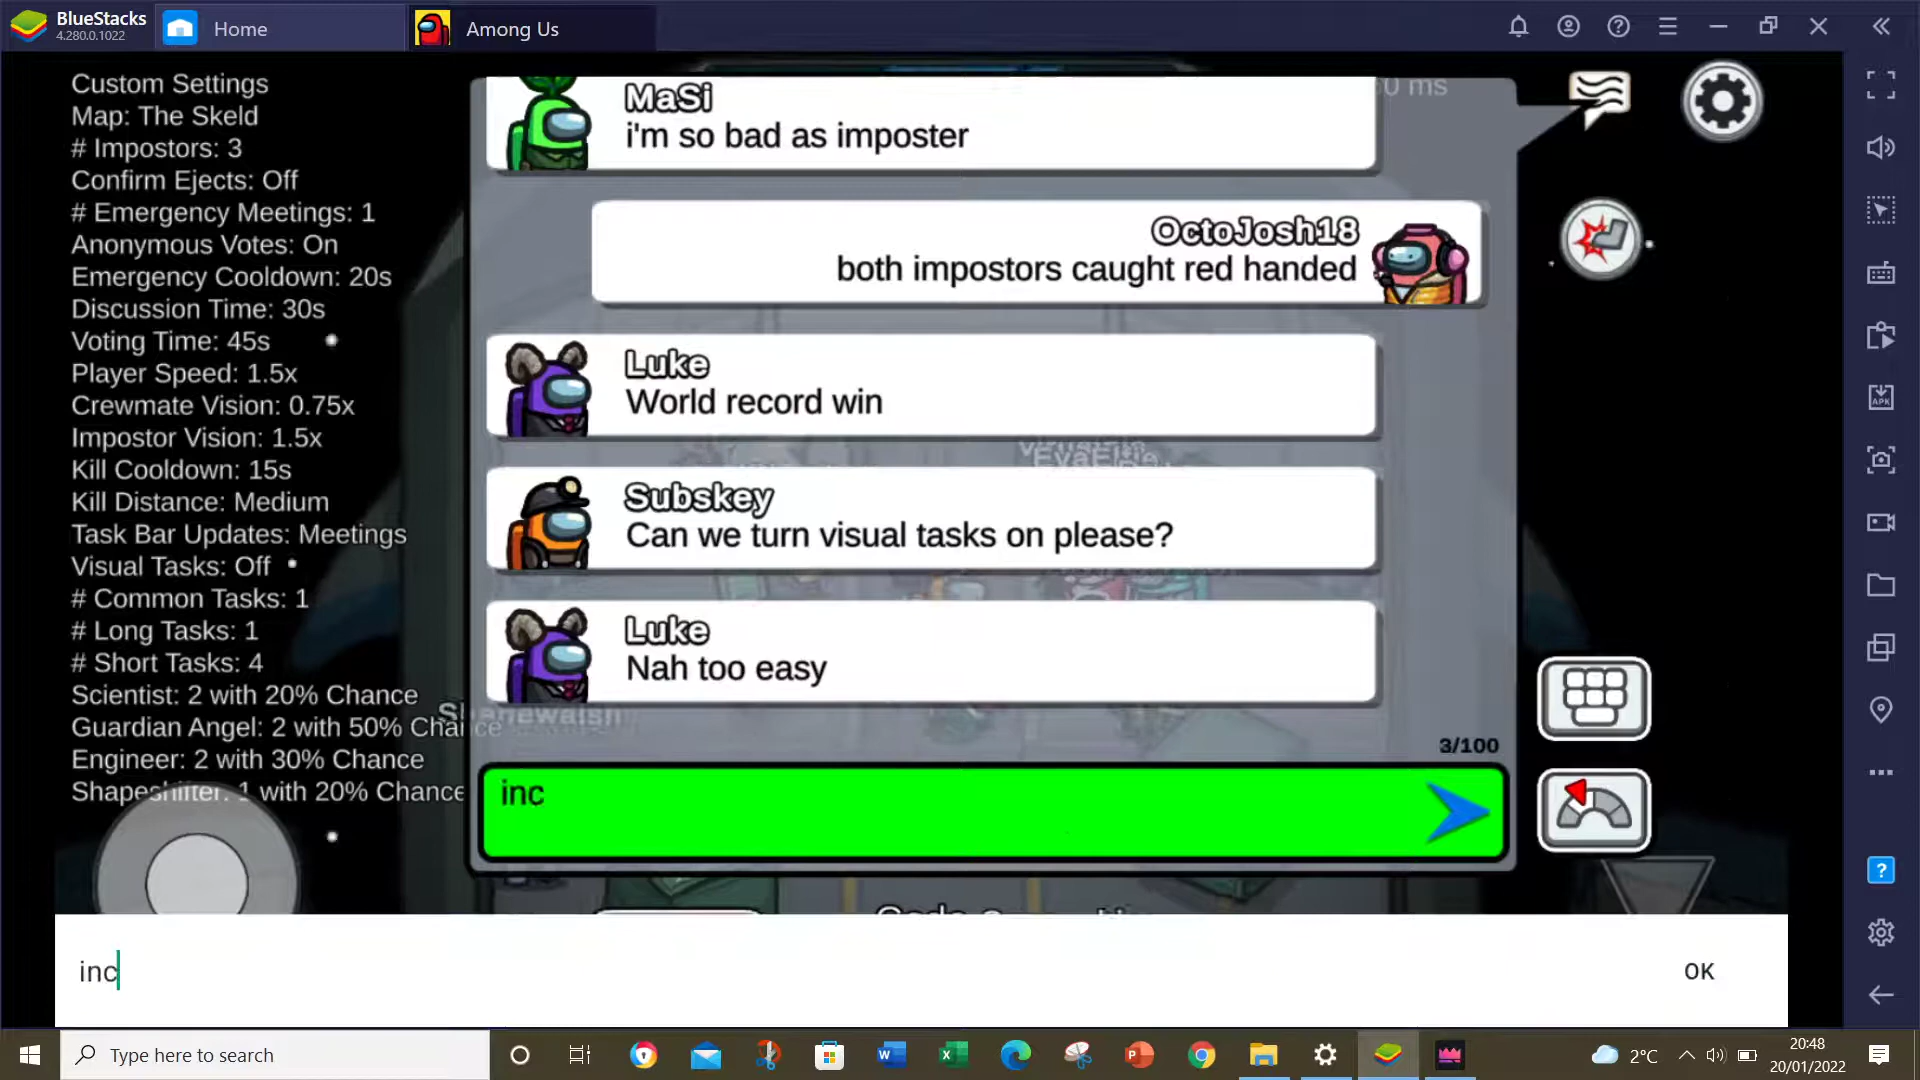 BlueStacks
4.280.0.1022
Home
Among Us
Custom Settings
Map: The Skeld
# Impostors: 3
Confirm Ejects: Off
# Emergency Meetings: 1
Anonymous Votes: On
Emergency Cooldown: 20s
Discussion Time: 30s
Voting Time: 45s
Player Speed: 1.5x
Crewmate Vision: 0.75x
Impostor Vision: 1.5x
Kill Cooldown: 15s
Kill Distance: Medium
Task Bar Updates: Meetings
Visual Tasks: Off
# Common Tasks: 1
# Long Tasks: 1
# Short Tasks: 4
Scientist: 2 with 20% Chance
Guardian Angel: 2 with 50% Chance
Engineer: 2 with 30% Chance
Shapeshifter: 1 with 20% Chance
ms
MaSi
i'm so bad as imposter
OctoJosh18
both impostors caught red handed
Luke
World record win
Subskey
Can we turn visual tasks on please?
Luke
Nah too easy
3/100
inc
APK
?
inc
OK
Type here to search
2°C
20:48
20/01/2022